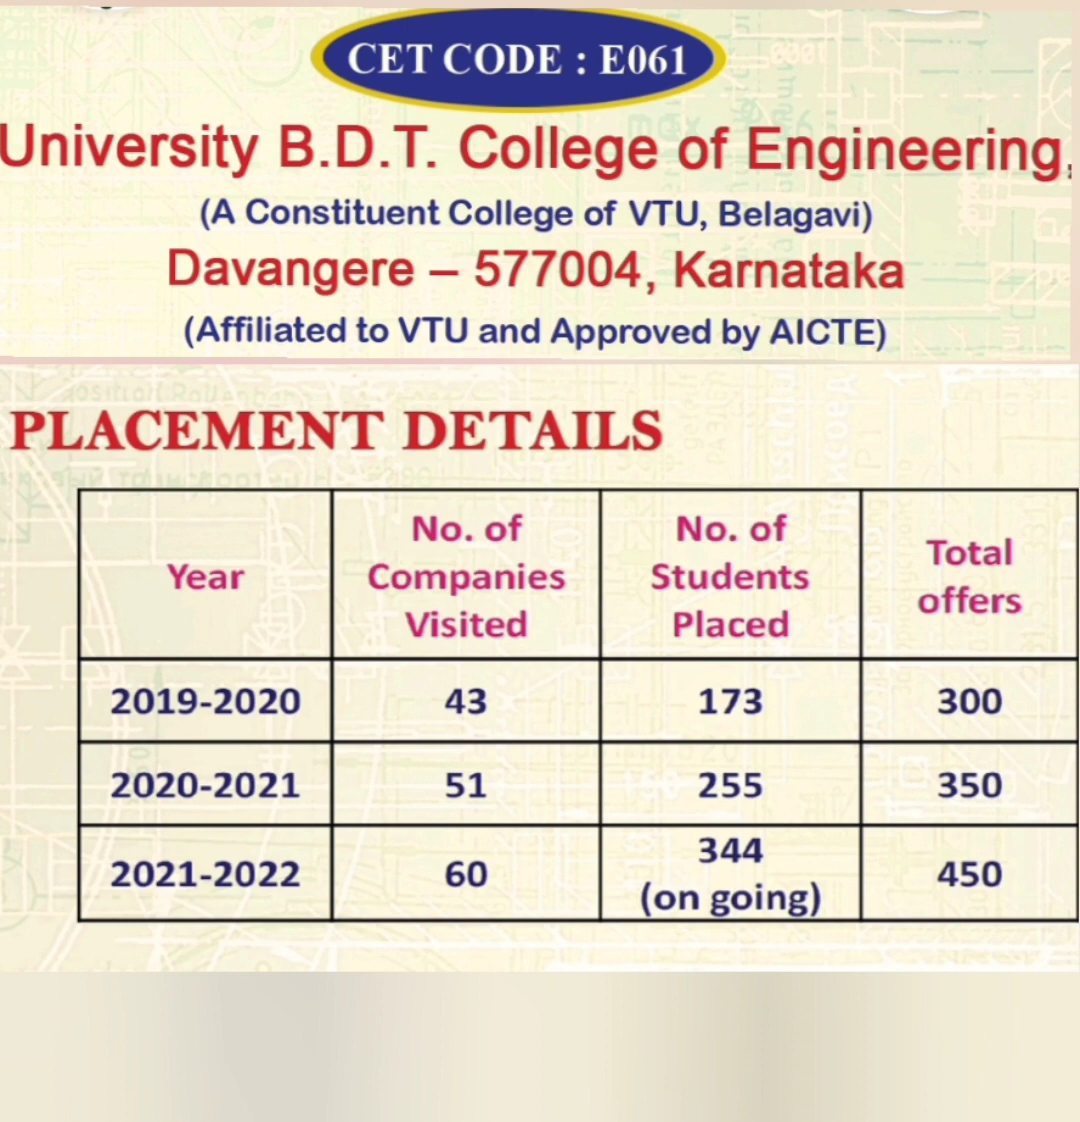 CET CODE : E061
University B.D.T. College of Engineering,
(A Constituent College of VTU, Belagavi)
Davangere – 577004, Karnataka
(Affiliated to VTU and Approved by AICTE)
PLACEMENT DETAILS
Year No. of Companies Visited No. of Students Placed Total offers
2019-2020 43 173 300
2020-2021 51 255 350
2021-2022 60 344 (on going) 450